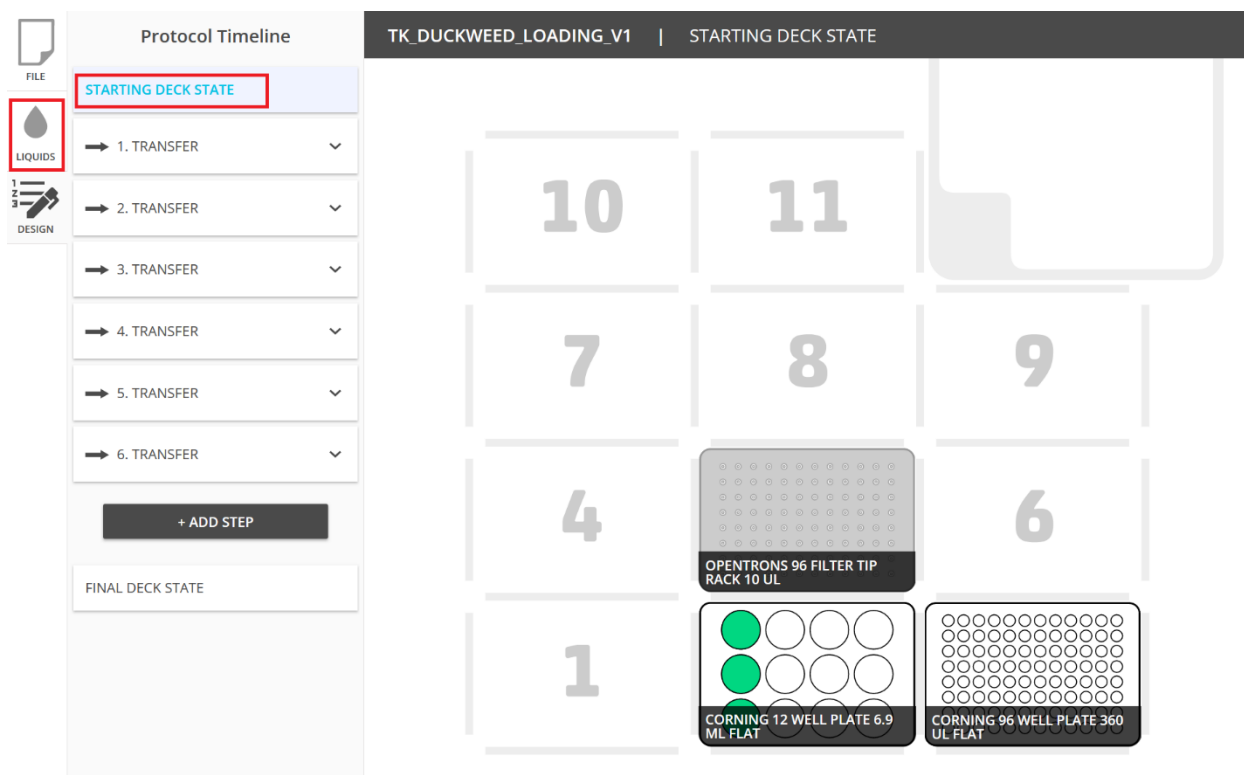 FILE
LIQUIDS
1
2
3
DESIGN
Protocol Timeline
STARTING DECK STATE
1. TRANSFER
2. TRANSFER
3. TRANSFER
4. TRANSFER
5. TRANSFER
6. TRANSFER
+ ADD STEP
FINAL DECK STATE
TK_DUCKWEED_LOADING_V1 | STARTING DECK STATE
10 11
7 8 9
4 6
OPENTRONS 96 FILTER TIP
RACK 10 UL
1
CORNING 12 WELL PLATE 6.9
ML FLAT
CORNING 96 WELL PLATE 360
UL FLAT